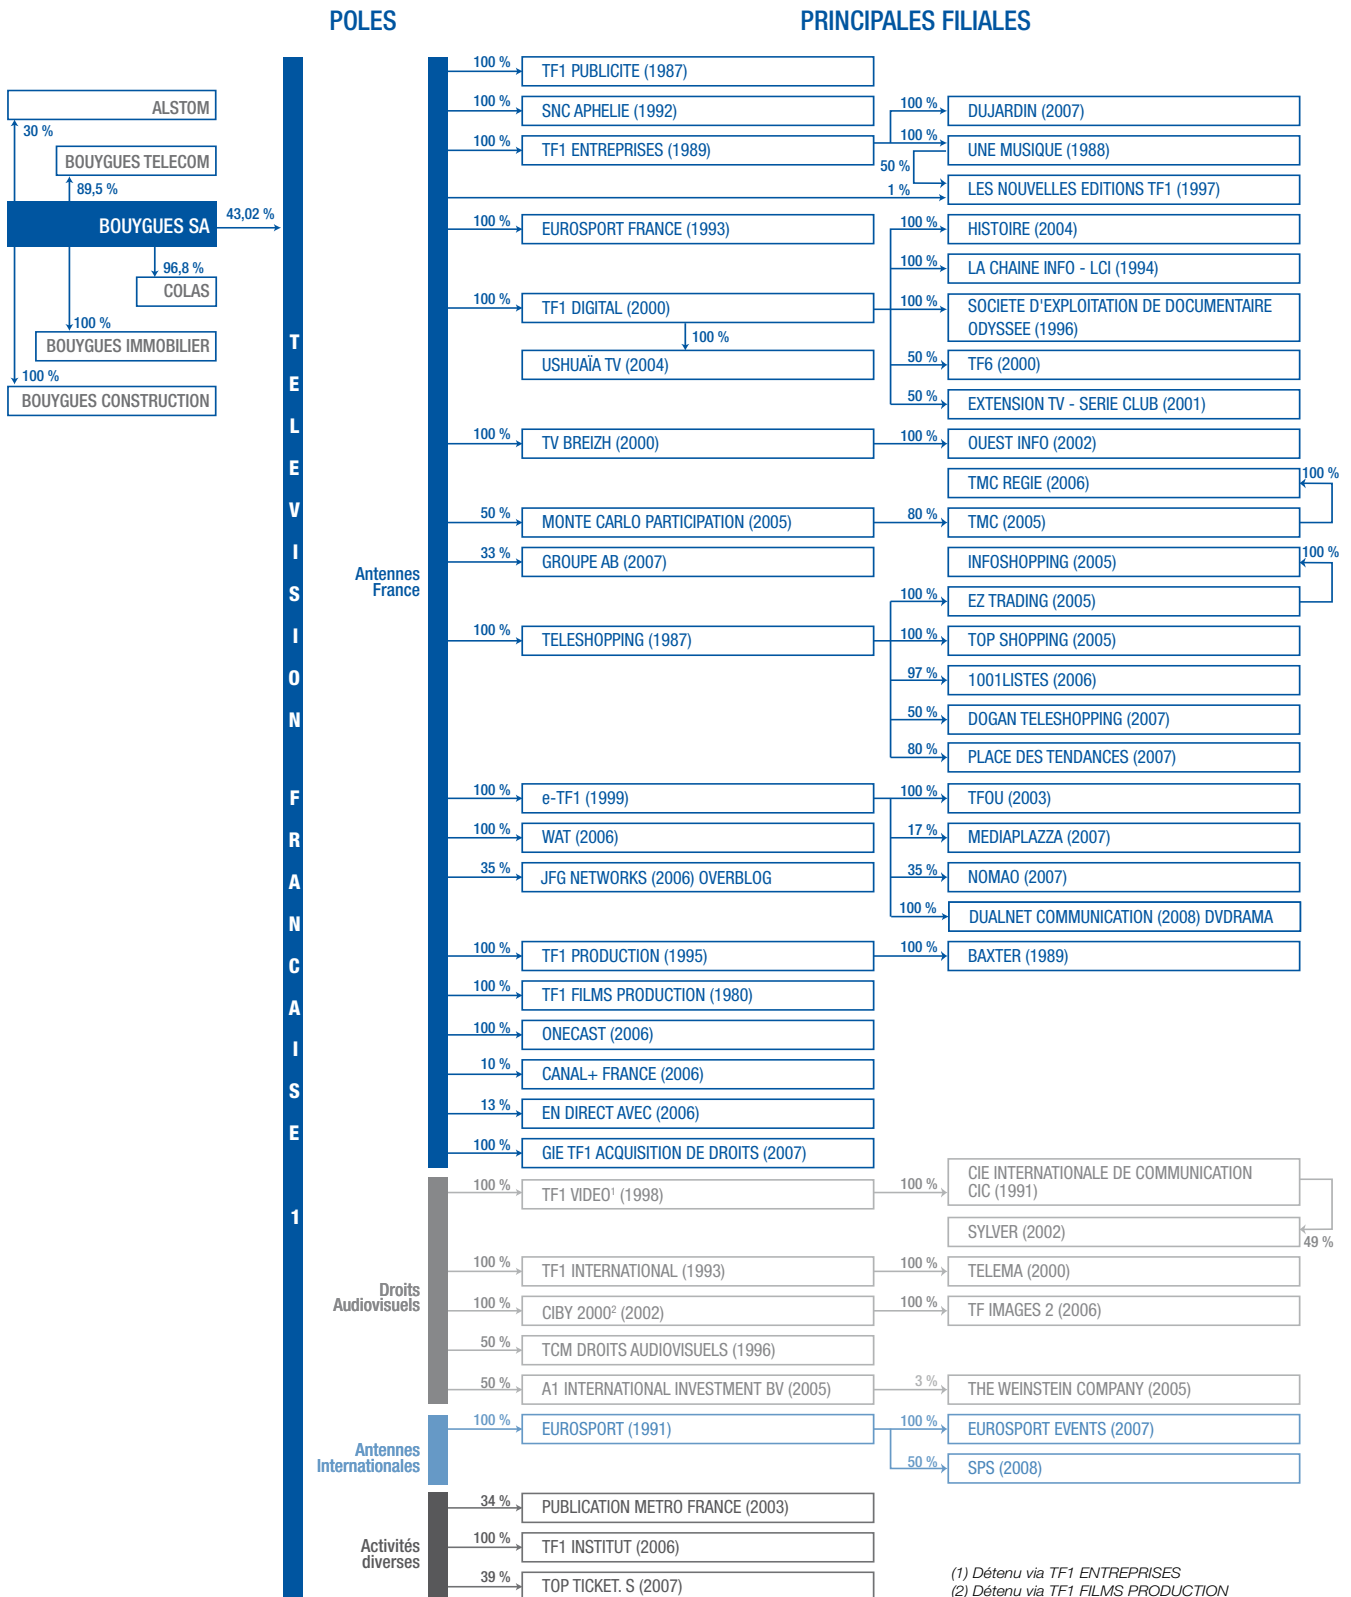 POLES
PRINCIPALES FILIALES
ALSTOM
30 %
BOUYGUES TELECOM
89,5 %
BOUYGUES SA
43,02 %
96,8 %
COLAS
100 %
BOUYGUES IMMOBILIER
100 %
BOUYGUES CONSTRUCTION
TELEVISION FRANCAISE 1
Antennes
France
100 %
TF1 PUBLICITE (1987)
100 %
SNC APHELIE (1992)
100 %
DUJARDIN (2007)
100 %
TF1 ENTREPRISES (1989)
100 %
UNE MUSIQUE (1988)
50 %
1 %
LES NOUVELLES EDITIONS TF1 (1997)
100 %
EUROSPORT FRANCE (1993)
100 %
HISTOIRE (2004)
100 %
LA CHAINE INFO - LCI (1994)
100 %
TF1 DIGITAL (2000)
100 %
SOCIETE D'EXPLOITATION DE DOCUMENTAIRE
ODYSSEE (1996)
100 %
USHUAÏA TV (2004)
50 %
TF6 (2000)
50 %
EXTENSION TV - SERIE CLUB (2001)
100 %
TV BREIZH (2000)
100 %
OUEST INFO (2002)
TMC REGIE (2006)
100 %
50 %
MONTE CARLO PARTICIPATION (2005)
80 %
TMC (2005)
33 %
GROUPE AB (2007)
INFOSHOPPING (2005)
100 %
100 %
EZ TRADING (2005)
100 %
TELESHOPPING (1987)
100 %
TOP SHOPPING (2005)
97 %
1001LISTES (2006)
50 %
DOGAN TELESHOPPING (2007)
80 %
PLACE DES TENDANCES (2007)
100 %
e-TF1 (1999)
100 %
TFOU (2003)
100 %
WAT (2006)
17 %
MEDIAPLAZZA (2007)
35 %
JFG NETWORKS (2006) OVERBLOG
35 %
NOMAO (2007)
100 %
DUALNET COMMUNICATION (2008) DVDRAMA
100 %
TF1 PRODUCTION (1995)
100 %
BAXTER (1989)
100 %
TF1 FILMS PRODUCTION (1980)
100 %
ONECAST (2006)
10 %
CANAL+ FRANCE (2006)
13 %
EN DIRECT AVEC (2006)
100 %
GIE TF1 ACQUISITION DE DROITS (2007)
Droits
Audiovisuels
100 %
TF1 VIDEO¹ (1998)
100 %
CIE INTERNATIONALE DE COMMUNICATION
CIC (1991)
SYLVER (2002)
49 %
100 %
TF1 INTERNATIONAL (1993)
100 %
TELEMA (2000)
100 %
CIBY 2000² (2002)
100 %
TF IMAGES 2 (2006)
50 %
TCM DROITS AUDIOVISUELS (1996)
50 %
A1 INTERNATIONAL INVESTMENT BV (2005)
3 %
THE WEINSTEIN COMPANY (2005)
Antennes
Internationales
100 %
EUROSPORT (1991)
100 %
EUROSPORT EVENTS (2007)
50 %
SPS (2008)
Activités
diverses
34 %
PUBLICATION METRO FRANCE (2003)
100 %
TF1 INSTITUT (2006)
39 %
TOP TICKET. S (2007)
(1) Détenu via TF1 ENTREPRISES
(2) Détenu via TF1 FILMS PRODUCTION